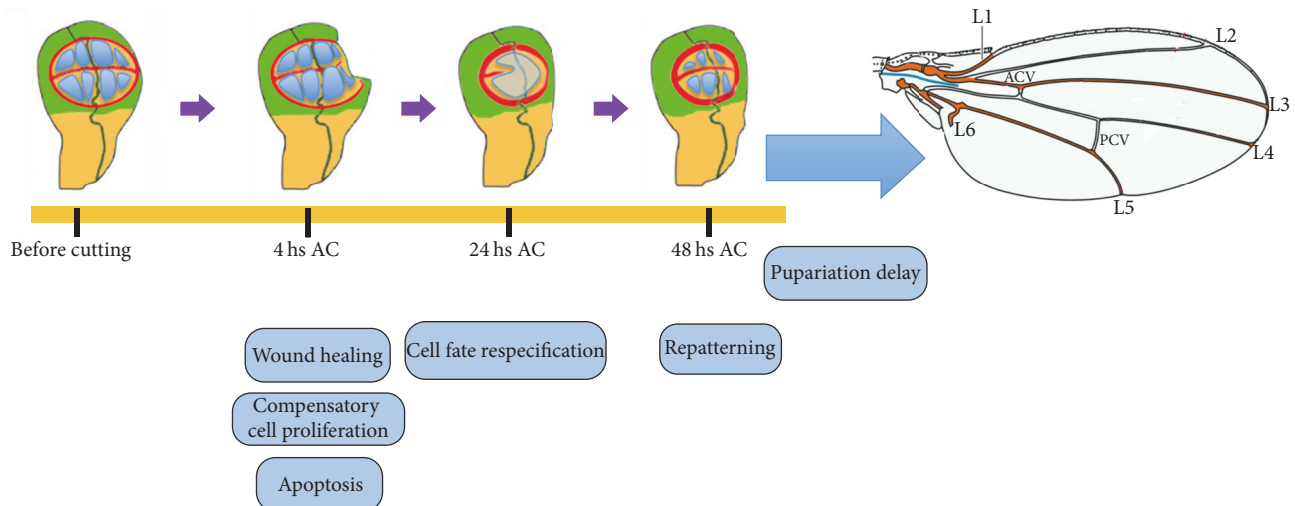 L1
L2
ACV
L3
L6
PCV
L4
L5
Before cutting
4 hs AC
24 hs AC
48 hs AC
Pupariation delay
Wound healing
Cell fate respecification
Repatterning
Compensatory
cell proliferation
Apoptosis